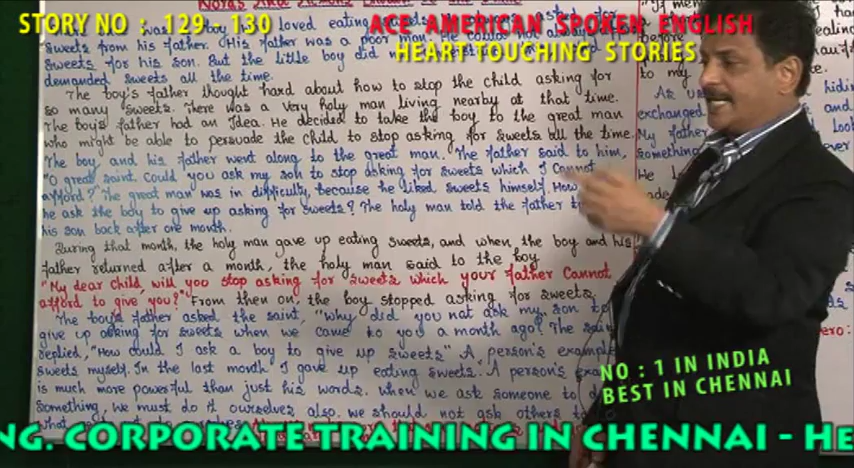 STORY NO : 129 - 130
ACE AMERICAN SPOKEN ENGLISH
HEART TOUCHING STORIES
was a boy loved eating asked for
sweets from his father. His father was a poor man. He could not always
sweets for his son. But the little boy did
demanded sweets all the time.
The boy's father thought hard about how to stop the child asking for
so many sweets. There was a very holy man living nearby at that time.
The boy's father had an Idea. He decided to take the boy to the great man
who might be able to persuade the child to stop asking for sweets all the time.
The boy and his father went along to the great man. The father said to him,
"O great saint. Could you ask my son to stop asking for sweets which I Cannot
afford?" The great man was in difficulty, because he liked sweets himself. How
he ask the boy to give up asking for sweets? The holy man told the father
his son back after one month.
During that month, the holy man gave up eating sweets, and when the boy and his
father returned after a month, the holy man said to the boy
"My dear Child, will you stop asking for sweets which your father Cannot
afford to give you?" From then on, the boy stopped asking for sweets
The boy's father asked the saint, "Why did you not ask my son to
give up asking for sweets when we came to you a month ago? The saint
replied, "How could I ask a boy to give up sweets" A person's example
sweets myself. In the last month I gave up eating sweets. A person's
is much more powerful than just his words. When we ask someone to
something, we must do it ourselves also. We should not ask others to
what
to my
As
exchanged
My father
something
He
NO : 1 IN INDIA
BEST IN CHENNAI
NG. CORPORATE TRAINING IN CHENNAI - HE